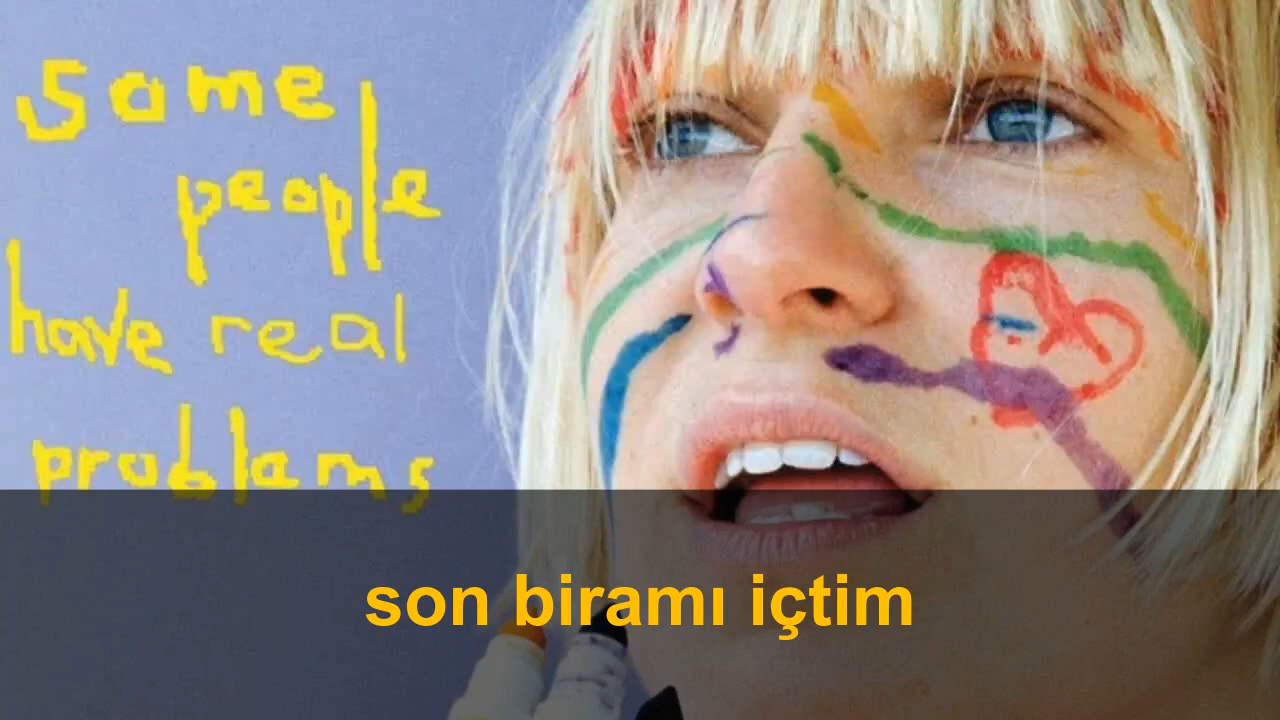 some
people
have real
problems
son biramı içtim